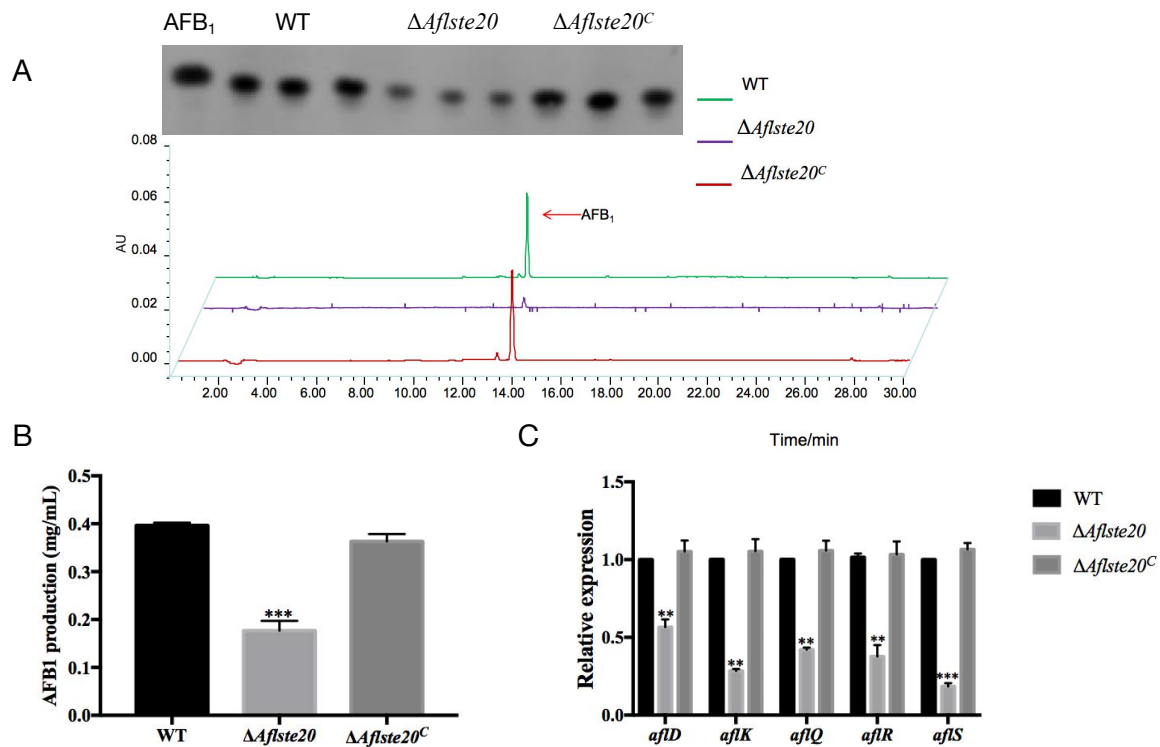 AFB₁ WT ΔAflste20 ΔAflste20ᶜ
A
WT
ΔAflste20
ΔAflste20ᶜ
0.08
0.06
0.04
0.02
0.00
AU
AFB₁
2.00 4.00 6.00 8.00 10.00 12.00 14.00 16.00 18.00 20.00 22.00 24.00 26.00 28.00 30.00
Time/min
B
AFB1 production (mg/mL)
0.5
0.4
0.3
0.2
0.1
0.0
***
WT ΔAflste20 ΔAflste20ᶜ
C
Relative expression
1.5
1.0
0.5
0.0
** ** ** ** ***
aflD aflK aflQ aflR aflS
WT
ΔAflste20
ΔAflste20ᶜ